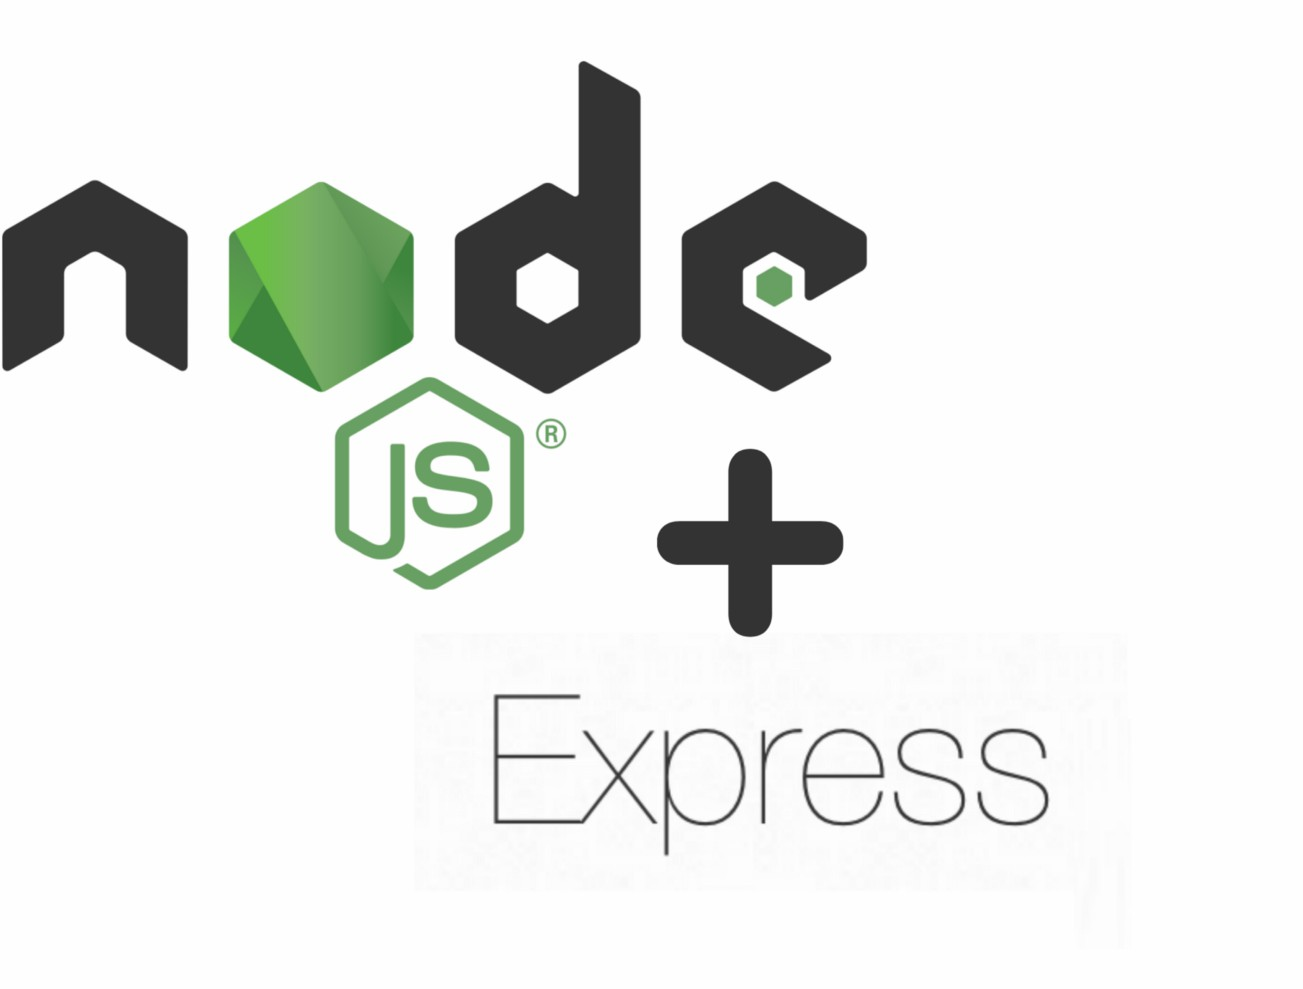 node
JS ®
+
Express